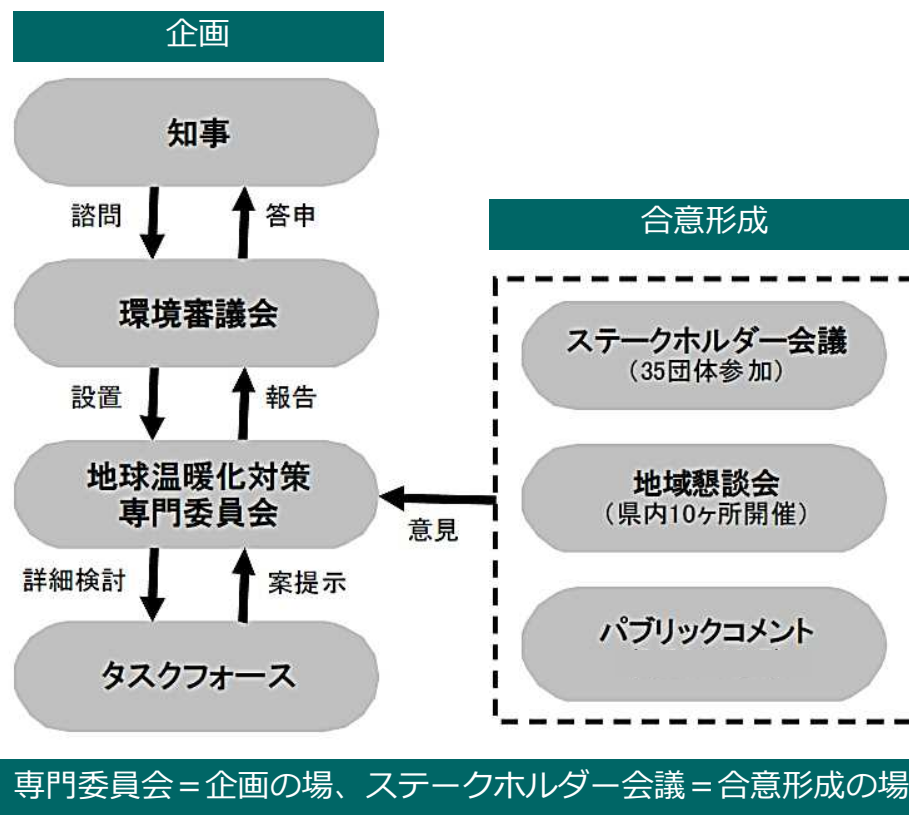 企画
知事
諮問
答申
環境審議会
設置
報告
地球温暖化対策
専門委員会
詳細検討
案提示
タスクフォース
意見
合意形成
ステークホルダー会議
（35団体参加）
地域懇談会
（県内10ヶ所開催）
パブリックコメント
専門委員会＝企画の場、ステークホルダー会議＝合意形成の場